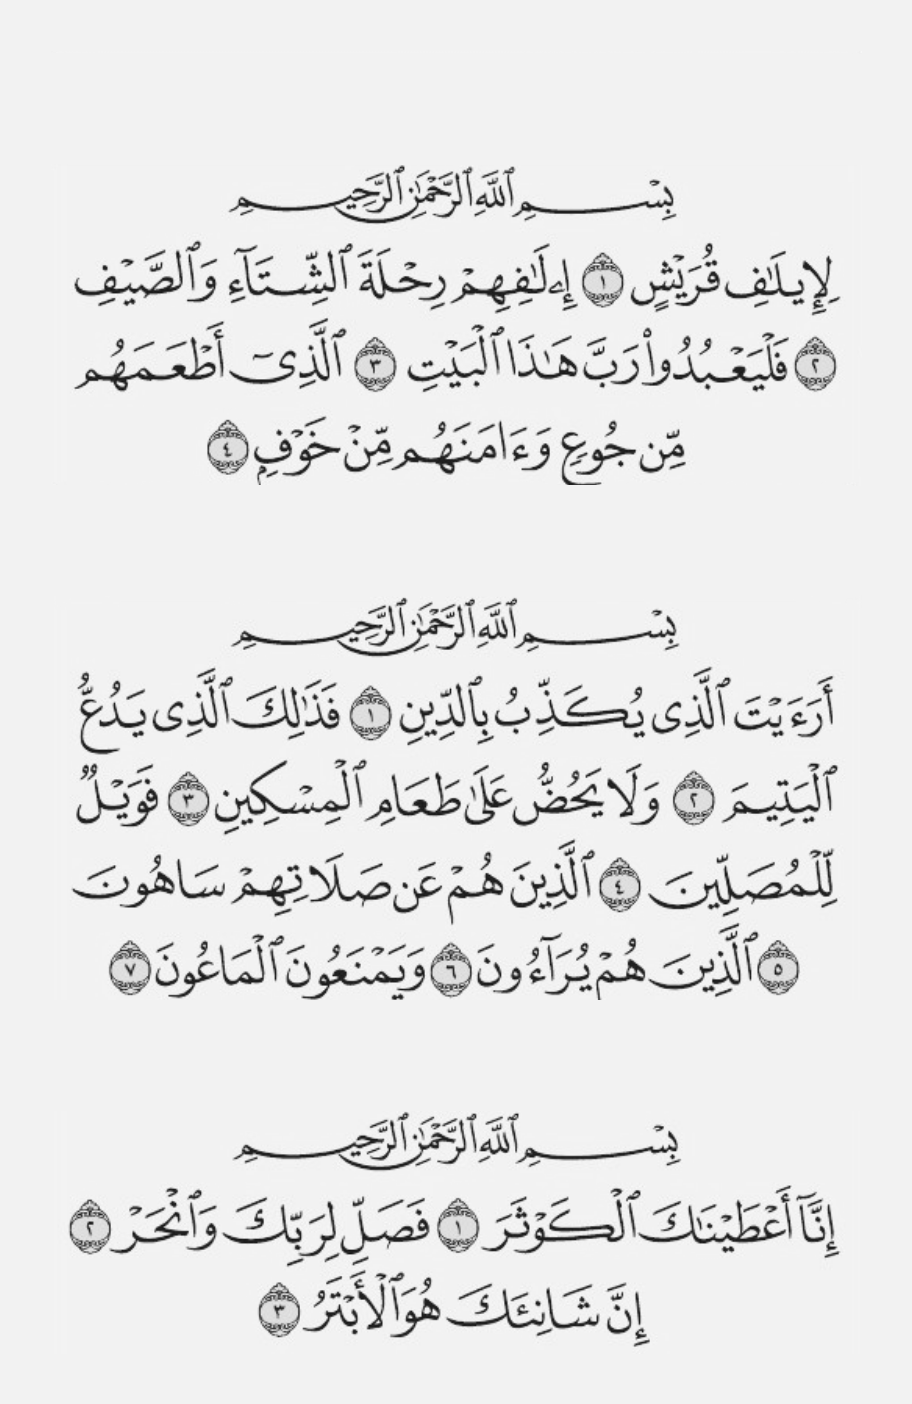 بِسْمِ ٱللَّهِ ٱلرَّحْمَٰنِ ٱلرَّحِيمِ
لِإِيلَٰفِ قُرَيْشٍ ١ إِۦلَٰفِهِمْ رِحْلَةَ ٱلشِّتَآءِ وَٱلصَّيْفِ
٢ فَلْيَعْبُدُوا۟ رَبَّ هَٰذَا ٱلْبَيْتِ ٣ ٱلَّذِىٓ أَطْعَمَهُم
مِّن جُوعٍ وَءَامَنَهُم مِّنْ خَوْفٍۭ ٤
بِسْمِ ٱللَّهِ ٱلرَّحْمَٰنِ ٱلرَّحِيمِ
أَرَءَيْتَ ٱلَّذِى يُكَذِّبُ بِٱلدِّينِ ١ فَذَٰلِكَ ٱلَّذِى يَدُعُّ
ٱلْيَتِيمَ ٢ وَلَا يَحُضُّ عَلَىٰ طَعَامِ ٱلْمِسْكِينِ ٣ فَوَيْلٌ
لِّلْمُصَلِّينَ ٤ ٱلَّذِينَ هُمْ عَن صَلَاتِهِمْ سَاهُونَ
٥ ٱلَّذِينَ هُمْ يُرَآءُونَ ٦ وَيَمْنَعُونَ ٱلْمَاعُونَ ٧
بِسْمِ ٱللَّهِ ٱلرَّحْمَٰنِ ٱلرَّحِيمِ
إِنَّآ أَعْطَيْنَٰكَ ٱلْكَوْثَرَ ١ فَصَلِّ لِرَبِّكَ وَٱنْحَرْ ٢
إِنَّ شَانِئَكَ هُوَ ٱلْأَبْتَرُ ٣